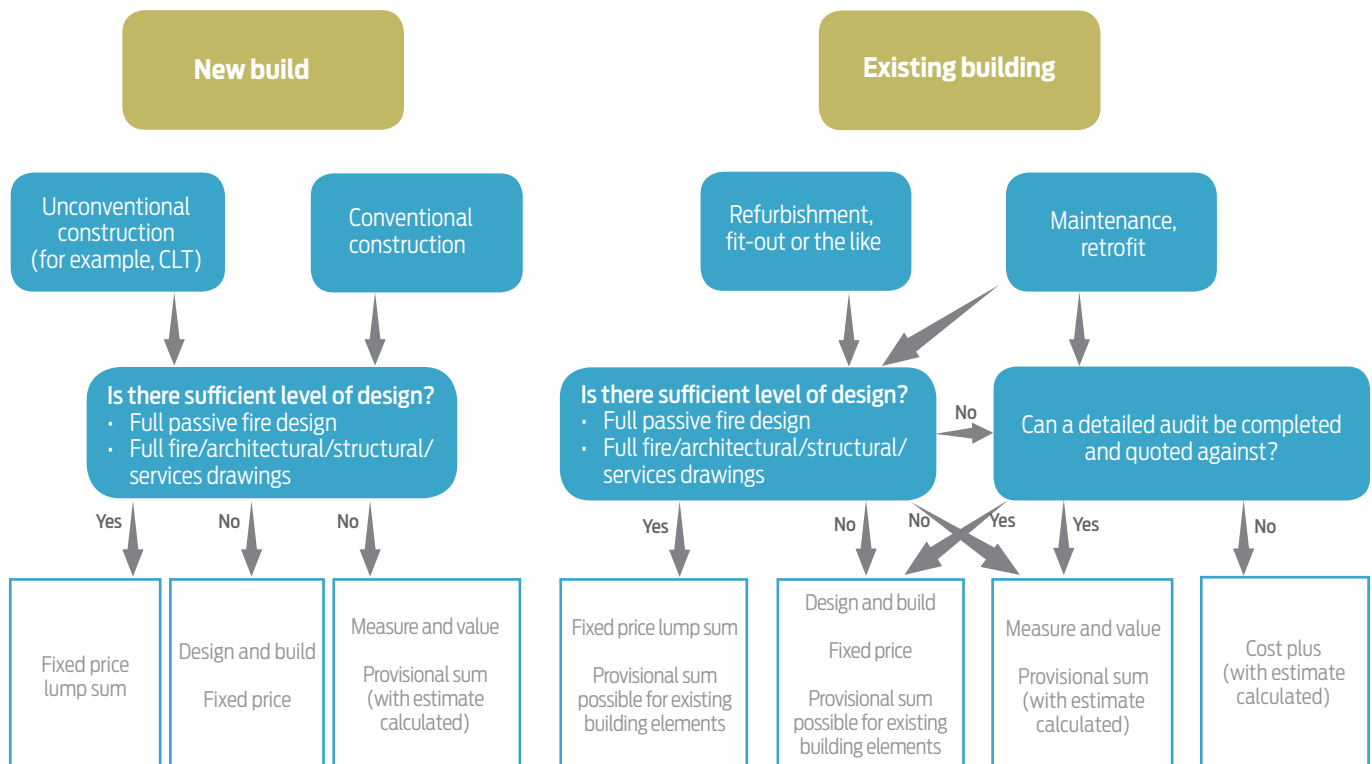 New build
Existing building
Unconventional
construction
(for example, CLT)
Conventional
construction
Refurbishment,
fit-out or the like
Maintenance,
retrofit
Is there sufficient level of design?
· Full passive fire design
· Full fire/architectural/structural/
services drawings
Is there sufficient level of design?
· Full passive fire design
· Full fire/architectural/structural/
services drawings
No
Can a detailed audit be completed
and quoted against?
Yes
No
No
Yes
No
No
Yes
Yes
No
Fixed price
lump sum
Design and build
Fixed price
Measure and value
Provisional sum
(with estimate
calculated)
Fixed price lump sum
Provisional sum
possible for existing
building elements
Design and build
Fixed price
Provisional sum
possible for existing
building elements
Measure and value
Provisional sum
(with estimate
calculated)
Cost plus
(with estimate
calculated)